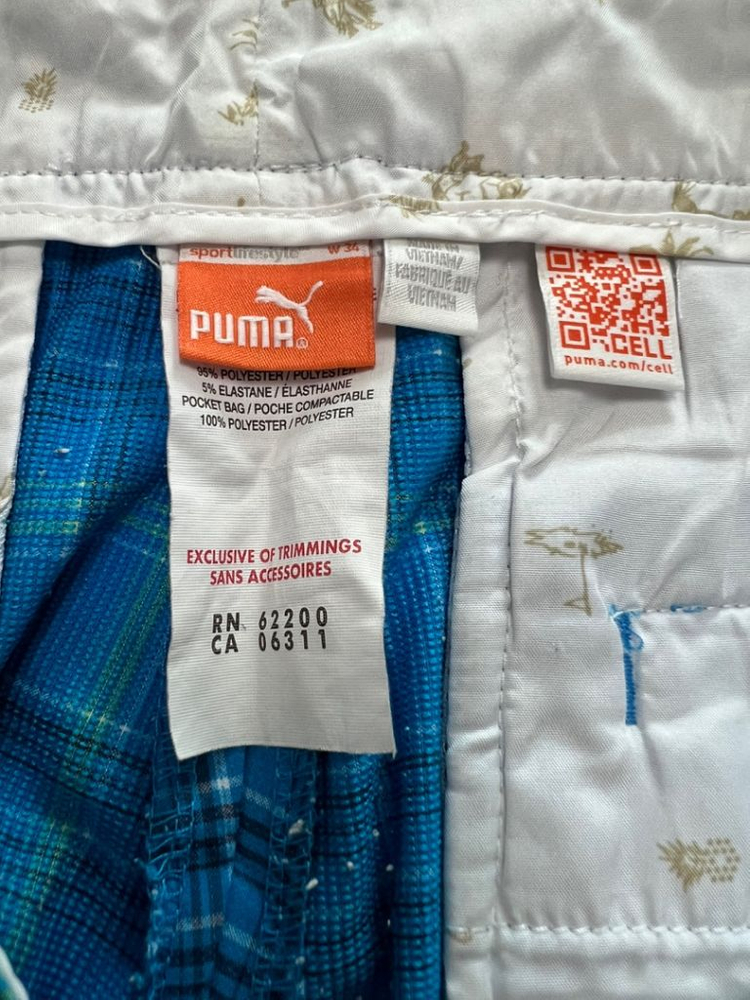 sportlifestyle W 34
PUMA
95% POLYESTER / POLYESTER
5% ELASTANE / ÉLASTHANNE
POCKET BAG / POCHE COMPACTABLE
100% POLYESTER / POLYESTER
EXCLUSIVE OF TRIMMINGS
SANS ACCESSOIRES
RN 62200
CA 06311
MADE IN
VIETNAM/
FABRIQUÉ AU
VIETNAM
CELL
puma.com/cell